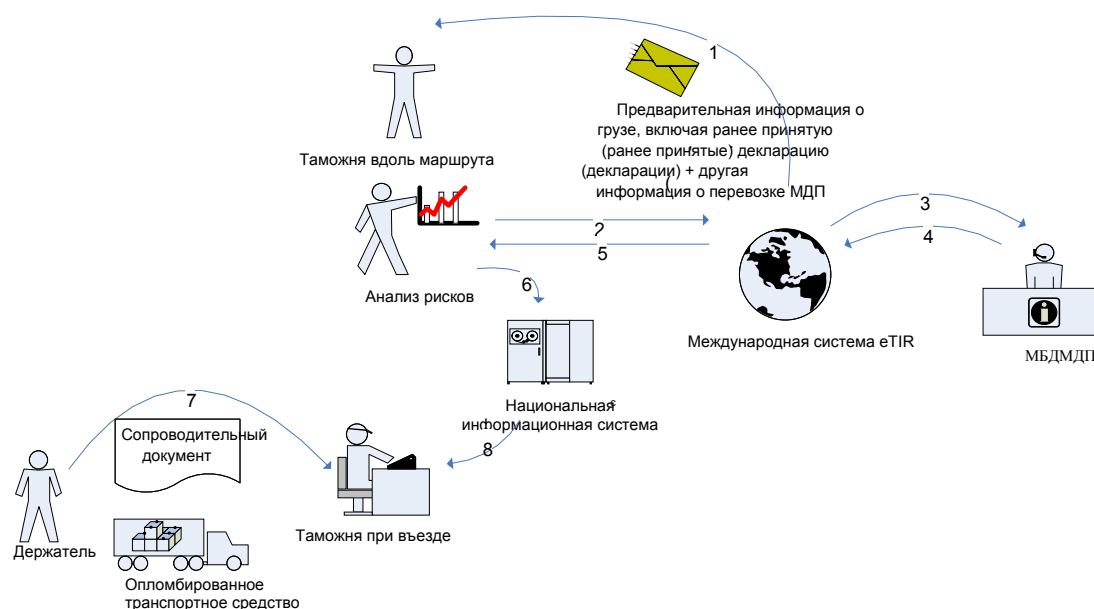 1
Предварительная информация о
грузе, включая ранее принятую
(ранее принятые) декларацию
(декларации) + другая
информация о перевозке МДП
Таможня вдоль маршрута
2
3
4
5
Анализ рисков
6
Международная система eTIR
i
МБДМДП
Национальная
информационная система
7
8
Сопроводительный
документ
Держатель
Таможня при въезде
Опломбированное
транспортное средство